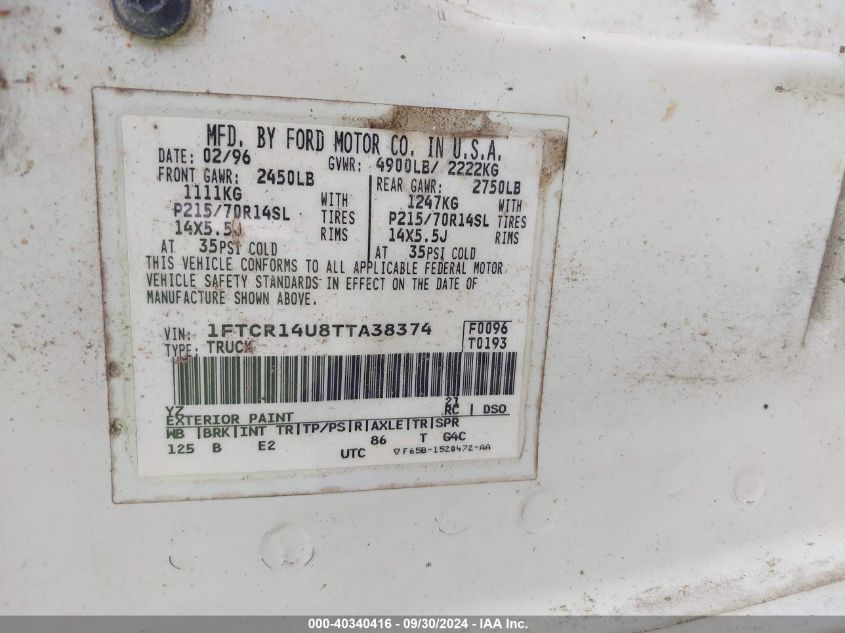 MFD. BY FORD MOTOR CO. IN U.S.A.
DATE: 02/96 GVWR: 4900LB/ 2222KG
FRONT GAWR: 2450LB REAR GAWR: 2750LB
1111KG WITH 1247KG WITH
P215/70R14SL TIRES P215/70R14SL TIRES
14X5.5J RIMS 14X5.5J RIMS
AT 35PSI COLD AT 35PSI COLD
THIS VEHICLE CONFORMS TO ALL APPLICABLE FEDERAL MOTOR
VEHICLE SAFETY STANDARDS IN EFFECT ON THE DATE OF
MANUFACTURE SHOWN ABOVE.
VIN: 1FTCR14U8TTA38374 F0096
TYPE: TRUCK T0193
YZ 21
EXTERIOR PAINT RC | DSO
WB |BRK|INT TR|TP/PS|R|AXLE|TR|SPR
125 B E2 UTC 86 T G4C
▽F65B-1520472-AA
000-40340416 - 09/30/2024 - IAA Inc.